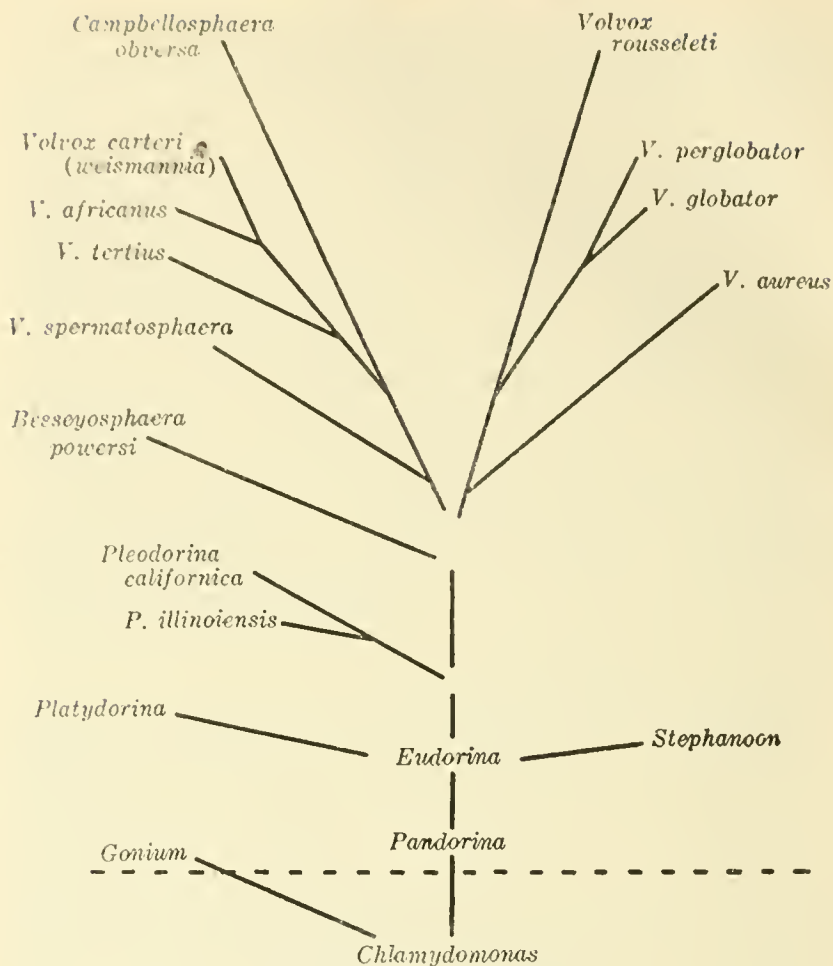 Campbellosphaera
obversa
Volvox
rousseleti
Volvox carteri
(weismannia)
V. perglobator
V. africanus
V. globator
V. tertius
V. aureus
V. spermatosphaera
Besseyosphaera
powersi
Pleodorina
californica
P. illinoiensis
Platydorina
Eudorina
Stephanoon
Pandorina
Gonium
Chlamydomonas